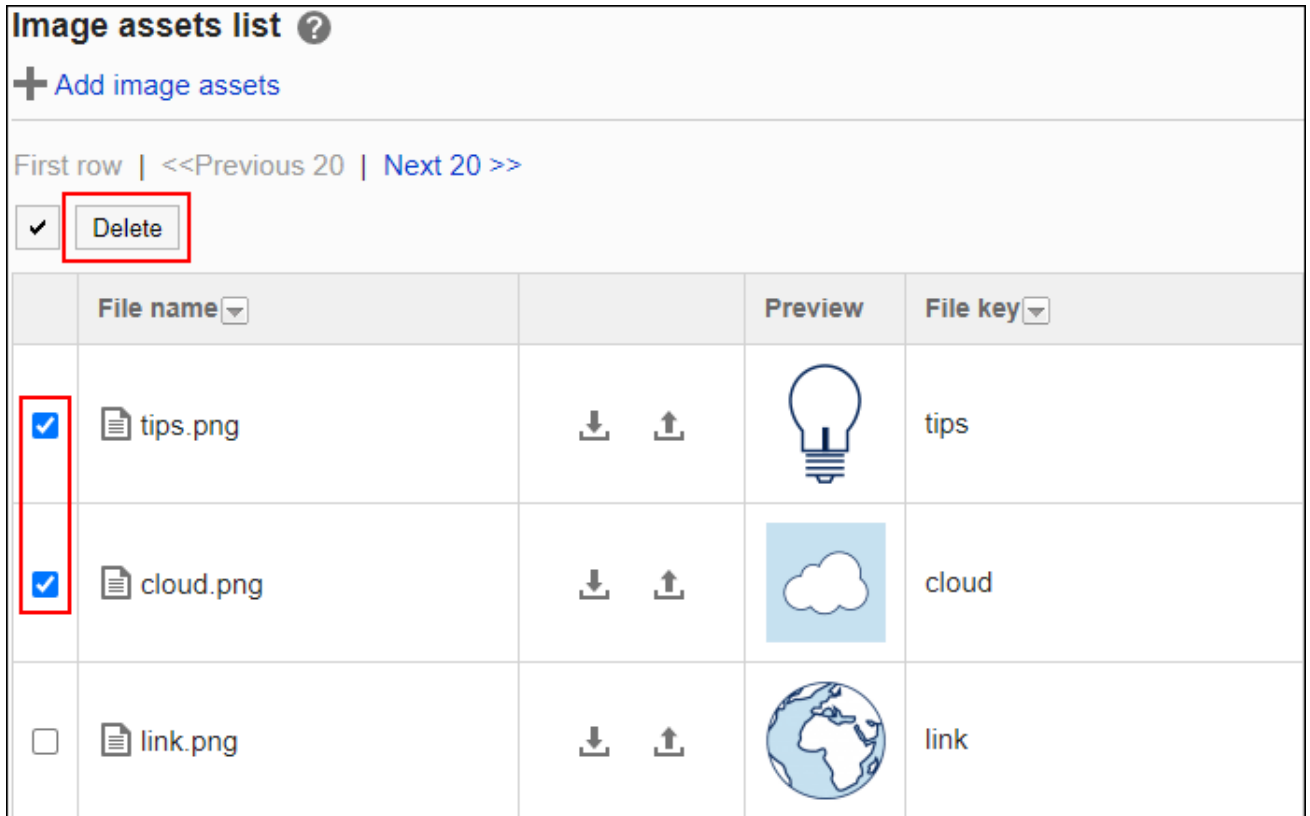 Image assets list
Add image assets
First row | <<Previous 20 | Next 20 >>
Delete
File name Preview File key
tips.png tips
cloud.png cloud
link.png link